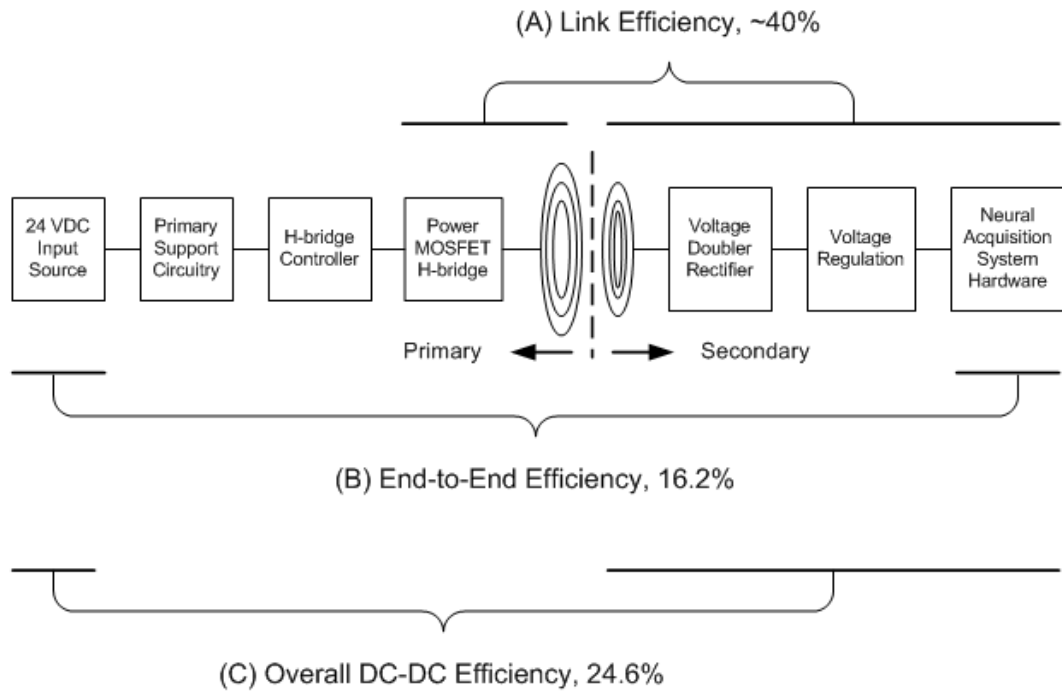 (A) Link Efficiency, ~40%
24 VDC
Input
Source
Primary
Support
Circuitry
H-bridge
Controller
Power
MOSFET
H-bridge
Voltage
Doubler
Rectifier
Voltage
Regulation
Neural
Acquisition
System
Hardware
Primary
Secondary
(B) End-to-End Efficiency, 16.2%
(C) Overall DC-DC Efficiency, 24.6%